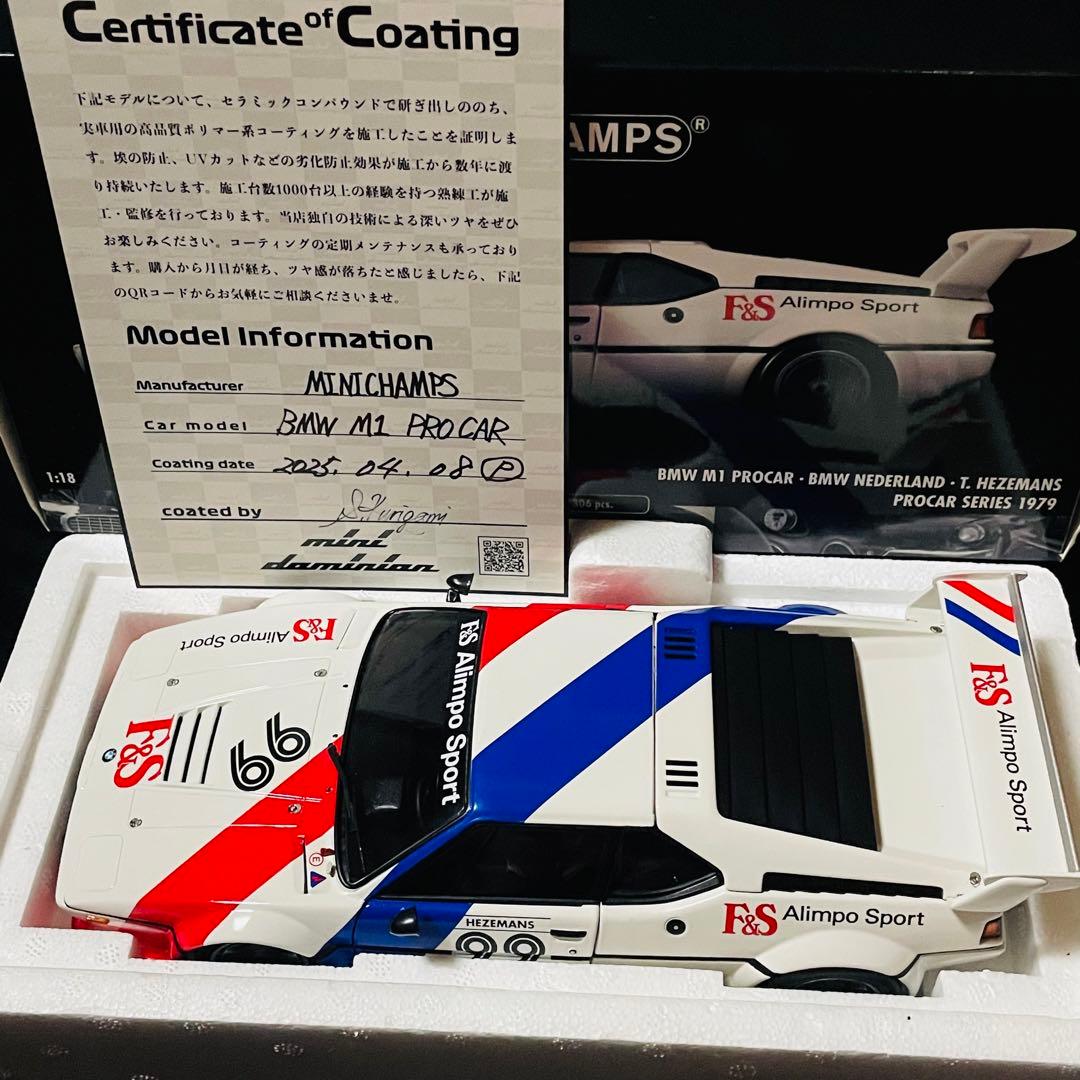 Certificate of Coating
下記モデルについて、セラミックコンパウンドで研ぎ出しののち、
実車用の高品質ポリマー系コーティングを施工したことを証明しま
す。埃の防止、UVカットなどの劣化防止効果が施工から数年に渡
り持続いたします。施工台数1000台以上の経験を持つ熟練工が施
工・監修を行っております。当店独自の技術による深いツヤをぜひ
お楽しみください。コーティングの定期メンテナンスも承っており
ます。購入から月日が経ち、ツヤ感が落ちたと感じましたら、下記
のQRコードからお気軽にご相談くださいませ。
Model Information
Manufacturer MINICHAMPS
Car model BMW M1 PROCAR
Coating date 2025.04.08 Ⓟ
coated by
mini
daminian
AMPS®
F&S Alimpo Sport
1:18
BMW M1 PROCAR · BMW NEDERLAND · T. HEZEMANS
PROCAR SERIES 1979
306 pcs.
F&S Alimpo Sport
F&S
99
F&S Alimpo Sport
F&S Alimpo Sport
E
HEZEMANS
99
F&S Alimpo Sport